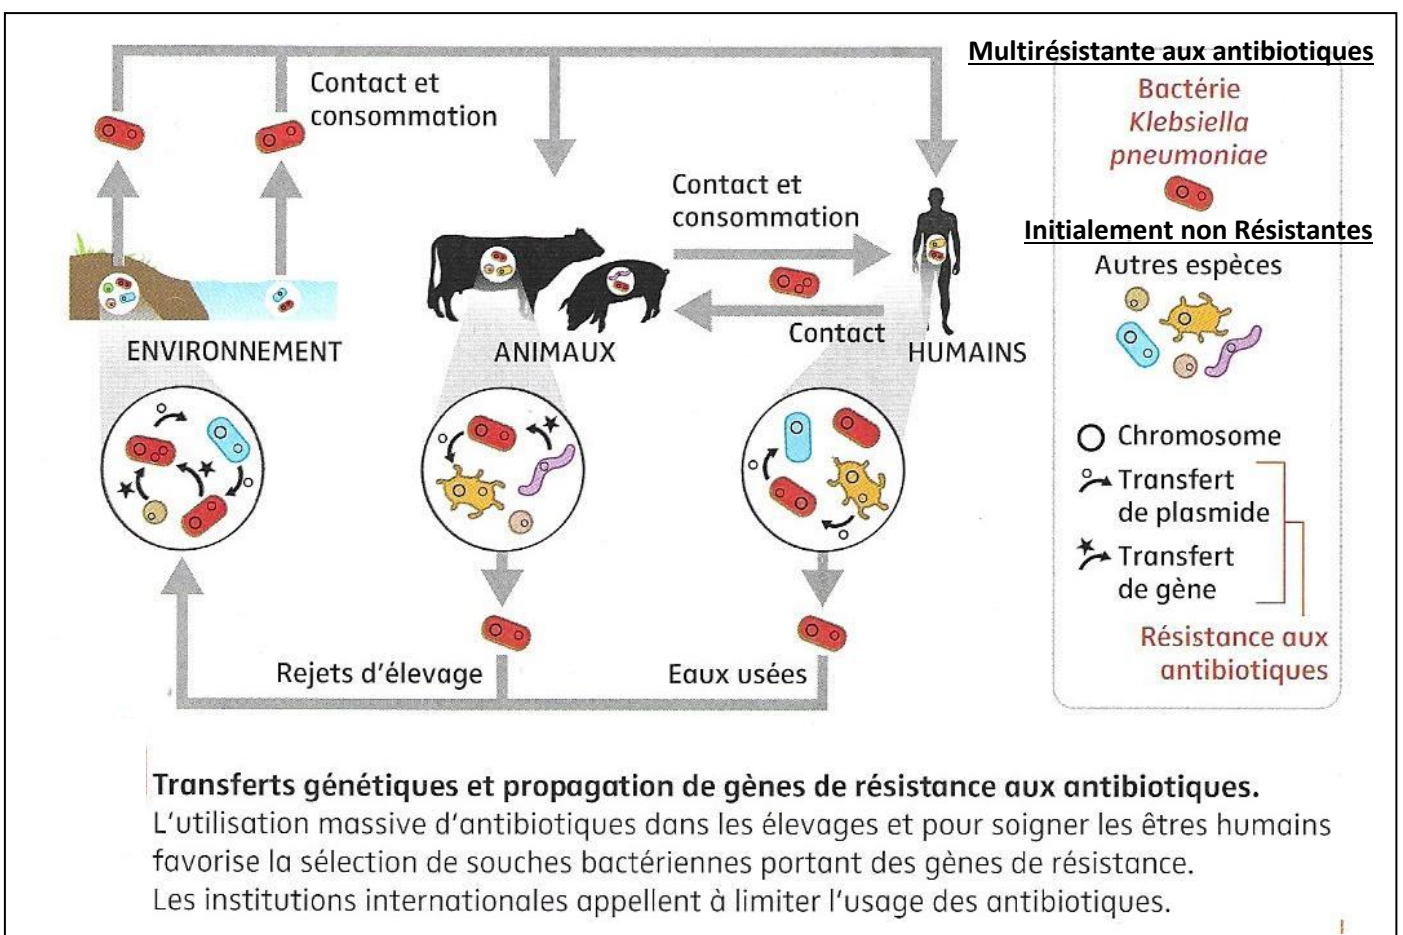 Contact et
consommation
Contact et
consommation
Contact
ENVIRONNEMENT
ANIMAUX
HUMAINS
Rejets d'élevage
Eaux usées
Multirésistante aux antibiotiques
Bactérie
Klebsiella
pneumoniae
Initialement non Résistantes
Autres espèces
Chromosome
Transfert
de plasmide
Transfert
de gène
Résistance aux
antibiotiques
Transferts génétiques et propagation de gènes de résistance aux antibiotiques.
L'utilisation massive d'antibiotiques dans les élevages et pour soigner les êtres humains
favorise la sélection de souches bactériennes portant des gènes de résistance.
Les institutions internationales appellent à limiter l'usage des antibiotiques.